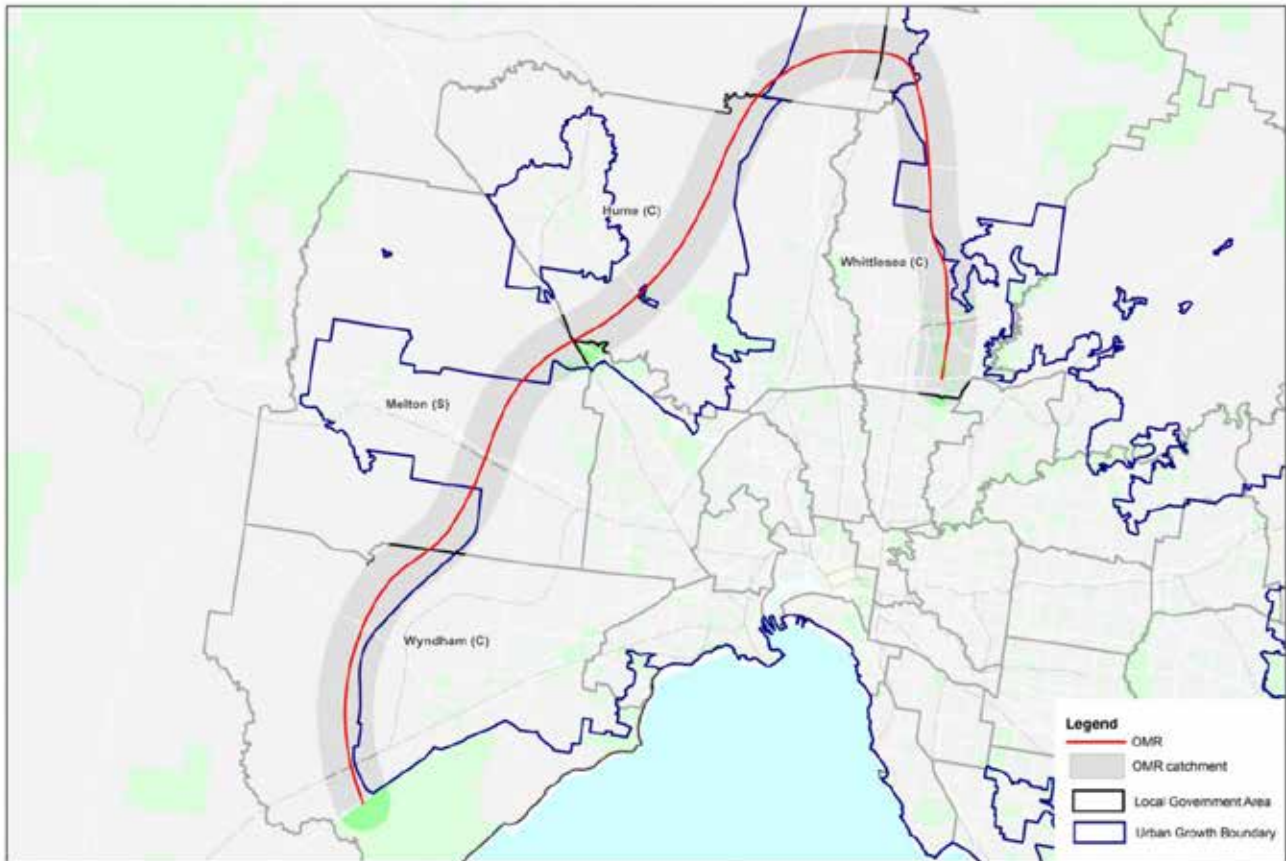 Hume (C)
Whittlesea (C)
Melton (S)
Wyndham (C)
Legend
OMR
OMR catchment
Local Government Area
Urban Growth Boundary